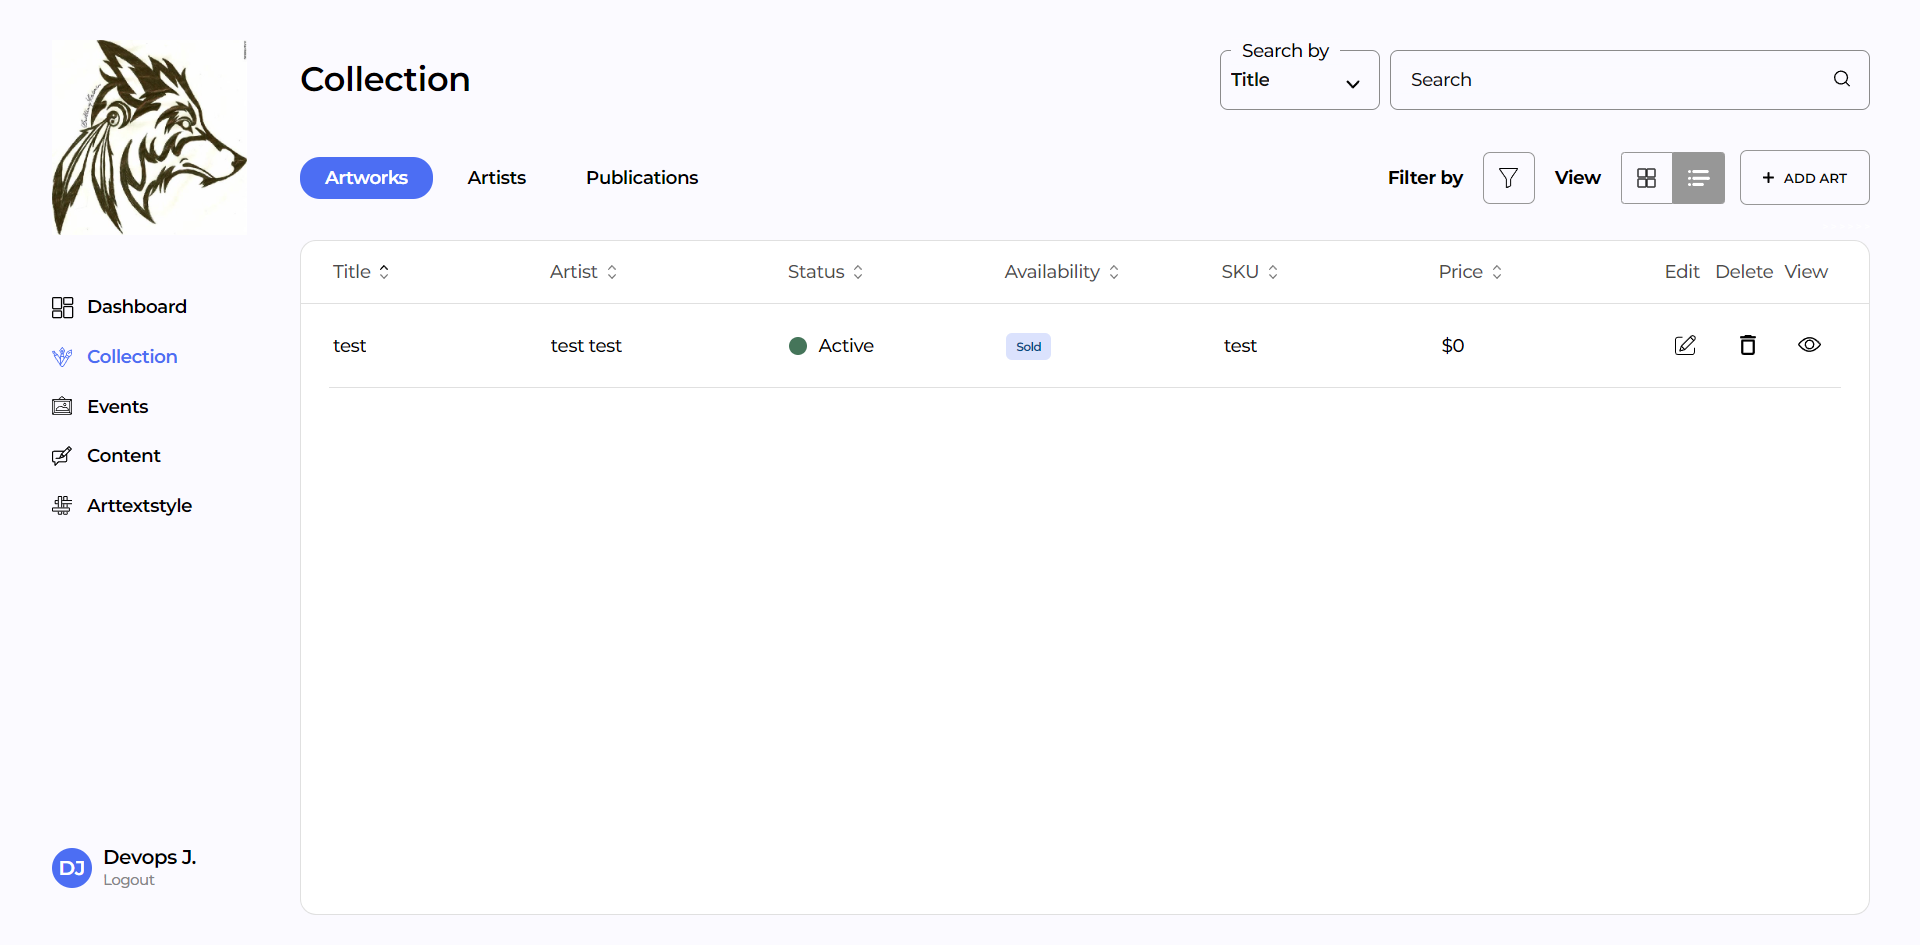 Collection
Search by
Title
Search
Artworks
Artists
Publications
Filter by
View
+ ADD ART
Title
Artist
Status
Availability
SKU
Price
Edit
Delete
View
test
test test
Active
Sold
test
$0
Dashboard
Collection
Events
Content
Arttextstyle
DJ
Devops J.
Logout